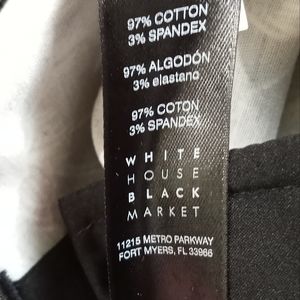 97% COTTON
3% SPANDEX
97% ALGODÓN
3% elastano
97% COTON
3% SPANDEX
WHITE
HOUSE
BLACK
MARKET
11215 METRO PARKWAY
FORT MYERS, FL 33966